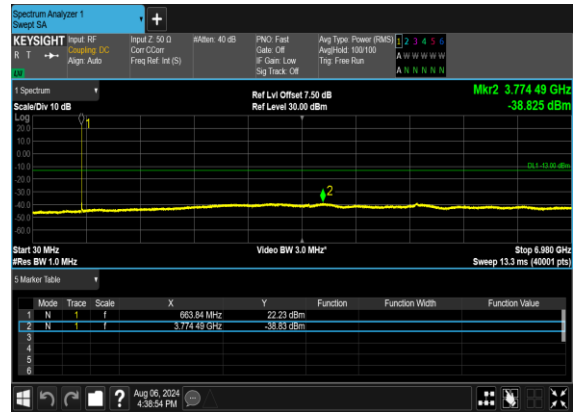 Spectrum Analyzer 1
Swept SA
KEYSIGHT Input: RF Input Z: 50 Ω #Atten: 40 dB PNO: Fast Avg Type: Power (RMS) 1 2 3 4 5 6
R T Coupling: DC Corr CCorr Gate: Off Avg|Hold: 100/100 A W W W W W
Align: Auto Freq Ref: Int (S) IF Gain: Low Trig: Free Run
Sig Track: Off A N N N N N
1 Spectrum Ref Lvl Offset 7.50 dB Mkr2 3.774 49 GHz
Scale/Div 10 dB Ref Level 30.00 dBm -38.825 dBm
Log
20.0
10.0
0.00
-10.0
-20.0
-30.0
-40.0
-50.0
-60.0
1
DL1 -13.00 dBm
2
Start 30 MHz Video BW 3.0 MHz* Stop 6.980 GHz
#Res BW 1.0 MHz Sweep 13.3 ms (40001 pts)
5 Marker Table
Mode Trace Scale X Y Function Function Width Function Value
1 N 1 f 663.84 MHz 22.23 dBm
2 N 1 f 3.774 49 GHz -38.83 dBm
3
4
5
6
Aug 06, 2024
4:38:54 PM